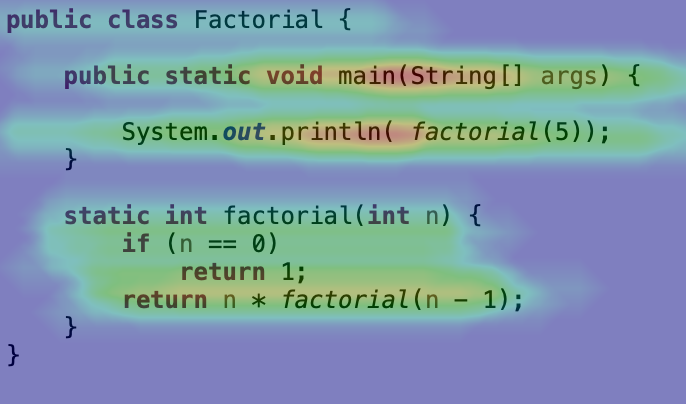 public class Factorial {
    public static void main(String[] args) {
        System.out.println( factorial(5));
    }
    static int factorial(int n) {
        if (n == 0)
            return 1;
        return n * factorial(n - 1);
    }
}